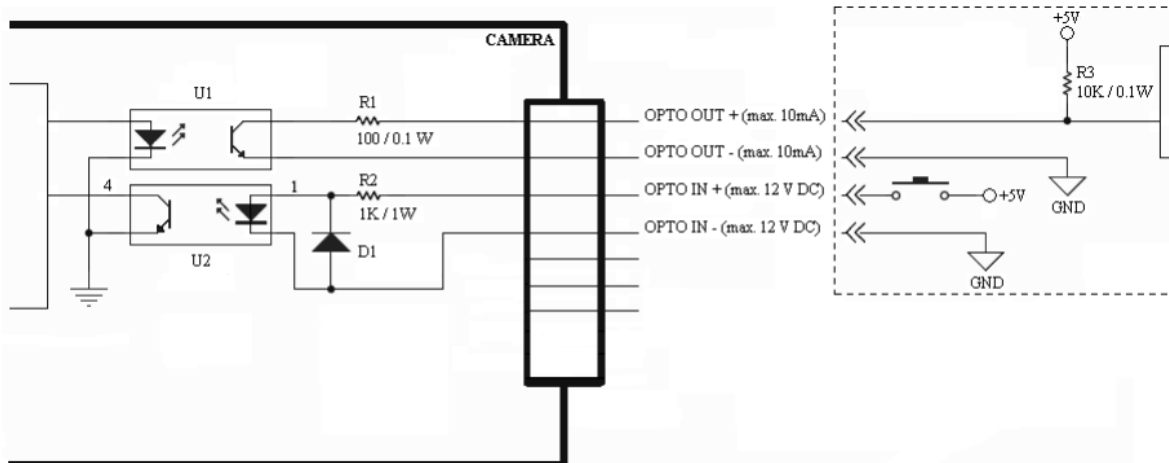 CAMERA
U1
R1
100 / 0.1 W
4
1
R2
1K / 1W
U2
D1
OPTO OUT + (max. 10mA)
OPTO OUT - (max. 10mA)
OPTO IN + (max. 12 V DC)
OPTO IN - (max. 12 V DC)
+5V
R3
10K / 0.1W
GND
+5V
GND